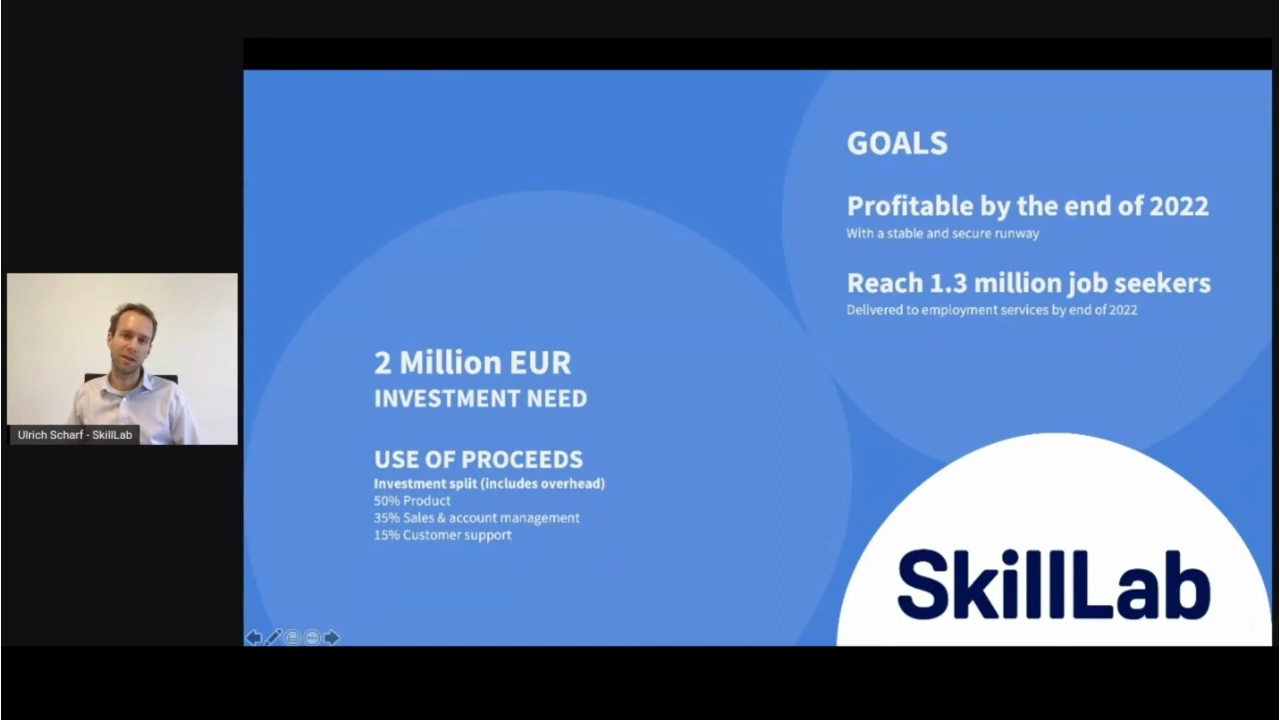 GOALS
Profitable by the end of 2022
With a stable and secure runway
Reach 1.3 million job seekers
Delivered to employment services by end of 2022
2 Million EUR
INVESTMENT NEED
USE OF PROCEEDS
Investment split (includes overhead)
50% Product
35% Sales & account management
15% Customer support
SkillLab
Ulrich Scharf - SkillLab